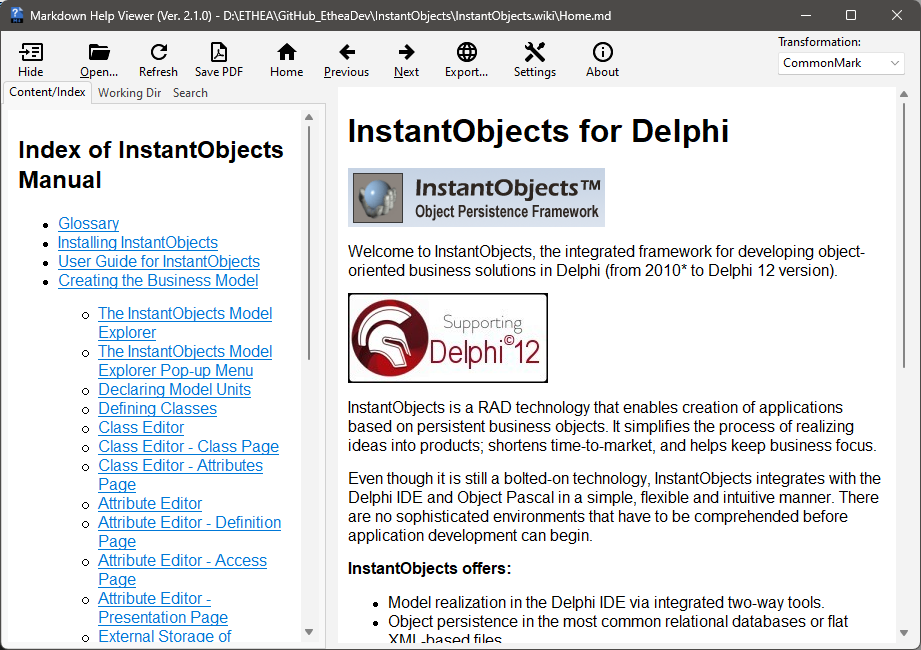 Markdown Help Viewer (Ver. 2.1.0) - D:\ETHEA\GitHub_EtheaDev\InstantObjects\InstantObjects.wiki\Home.md
Hide
Open...
Refresh
Save PDF
Home
Previous
Next
Export...
Settings
About
Transformation:
CommonMark
Content/Index
Working Dir
Search
Index of InstantObjects
Manual
Glossary
Installing InstantObjects
User Guide for InstantObjects
Creating the Business Model
The InstantObjects Model
Explorer
The InstantObjects Model
Explorer Pop-up Menu
Declaring Model Units
Defining Classes
Class Editor
Class Editor - Class Page
Class Editor - Attributes
Page
Attribute Editor
Attribute Editor - Definition
Page
Attribute Editor - Access
Page
Attribute Editor -
Presentation Page
External Storage of
InstantObjects for Delphi
InstantObjects™
Object Persistence Framework
Welcome to InstantObjects, the integrated framework for developing object-
oriented business solutions in Delphi (from 2010* to Delphi 12 version).
Supporting
Delphi©12
InstantObjects is a RAD technology that enables creation of applications
based on persistent business objects. It simplifies the process of realizing
ideas into products; shortens time-to-market, and helps keep business focus.
Even though it is still a bolted-on technology, InstantObjects integrates with the
Delphi IDE and Object Pascal in a simple, flexible and intuitive manner. There
are no sophisticated environments that have to be comprehended before
application development can begin.
InstantObjects offers:
Model realization in the Delphi IDE via integrated two-way tools.
Object persistence in the most common relational databases or flat
XML-based files